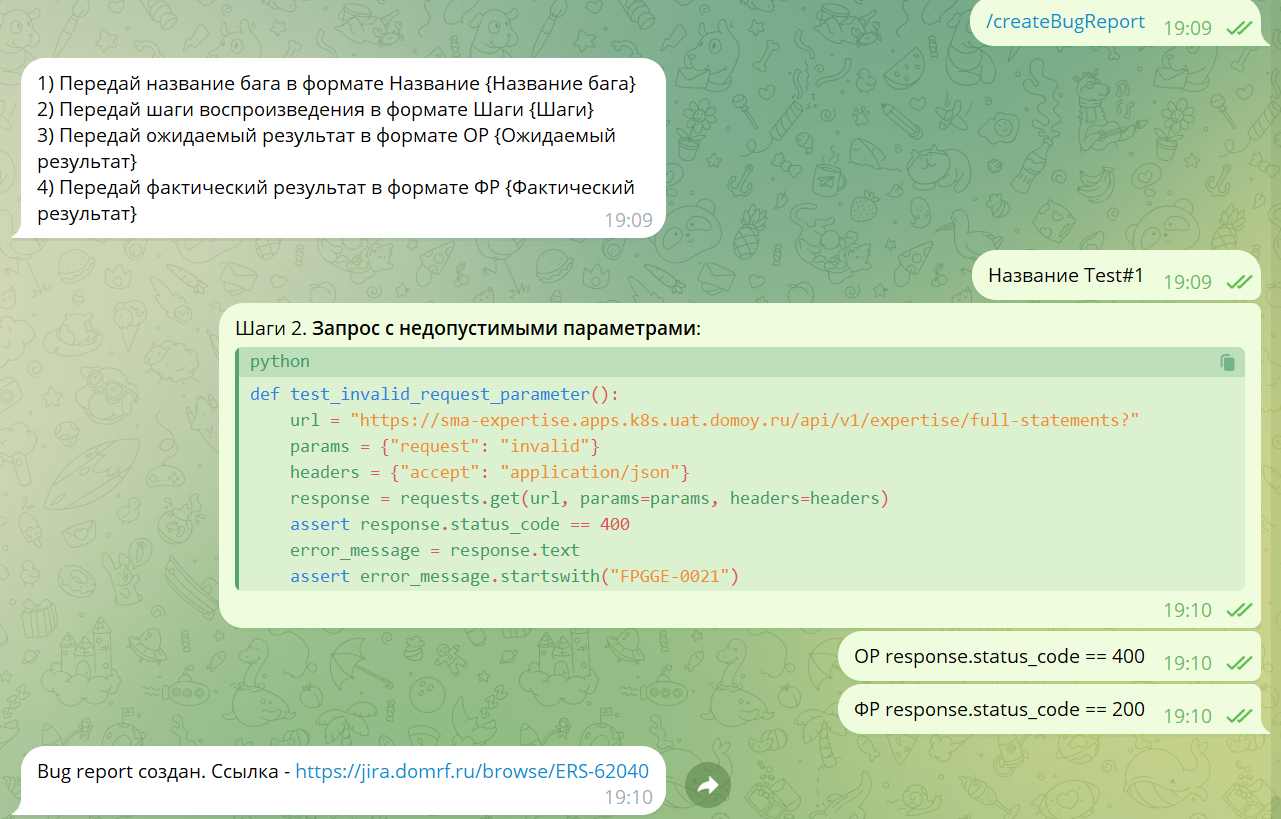 /createBugReport 19:09
1) Передай название бага в формате Название {Название бага}
2) Передай шаги воспроизведения в формате Шаги {Шаги}
3) Передай ожидаемый результат в формате ОР {Ожидаемый
результат}
4) Передай фактический результат в формате ФР {Фактический
результат}
19:09
Название Test#1 19:09
Шаги 2. Запрос с недопустимыми параметрами:
python
def test_invalid_request_parameter():
    url = "https://sma-expertise.apps.k8s.uat.domoy.ru/api/v1/expertise/full-statements?"
    params = {"request": "invalid"}
    headers = {"accept": "application/json"}
    response = requests.get(url, params=params, headers=headers)
    assert response.status_code == 400
    error_message = response.text
    assert error_message.startswith("FPGGE-0021")
19:10
ОР response.status_code == 400 19:10
ФР response.status_code == 200 19:10
Bug report создан. Ссылка - https://jira.domrf.ru/browse/ERS-62040
19:10